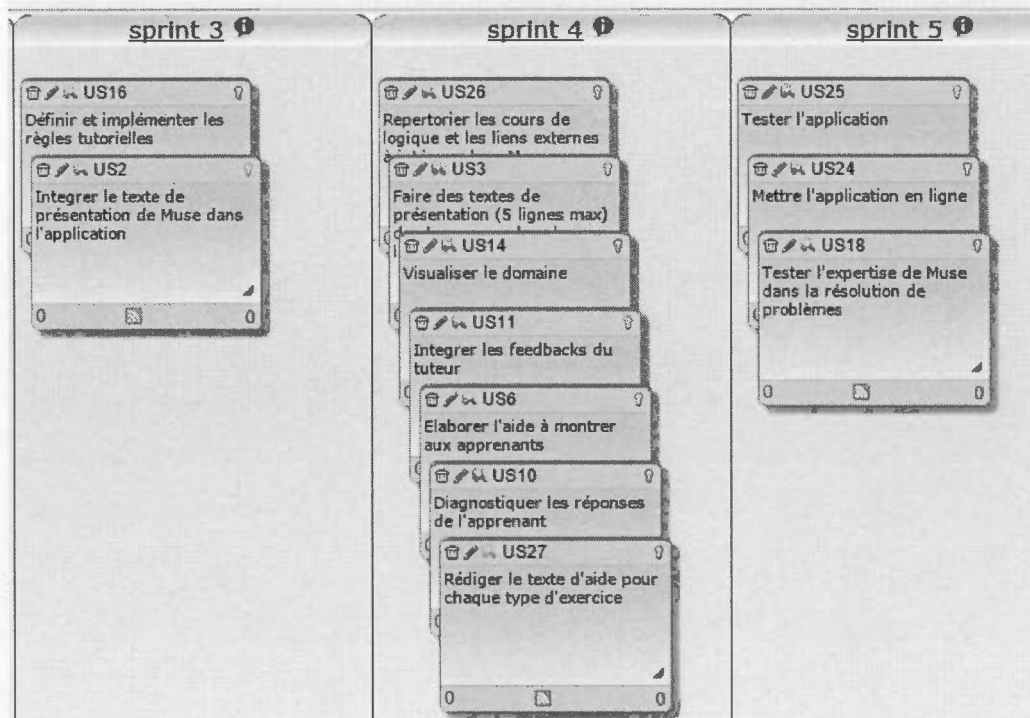 sprint 3
US16
Définir et implémenter les
règles tutorielles
US2
Integrer le texte de
présentation de Muse dans
l'application
0 0
sprint 4
US26
Repertorier les cours de
logique et les liens externes
US3
Faire des textes de
présentation (5 lignes max)
US14
Visualiser le domaine
US11
Integrer les feedbacks du
tuteur
US6
Elaborer l'aide à montrer
aux apprenants
US10
Diagnostiquer les réponses
de l'apprenant
US27
Rédiger le texte d'aide pour
chaque type d'exercice
0 0
sprint 5
US25
Tester l'application
US24
Mettre l'application en ligne
US18
Tester l'expertise de Muse
dans la résolution de
problèmes
0 0